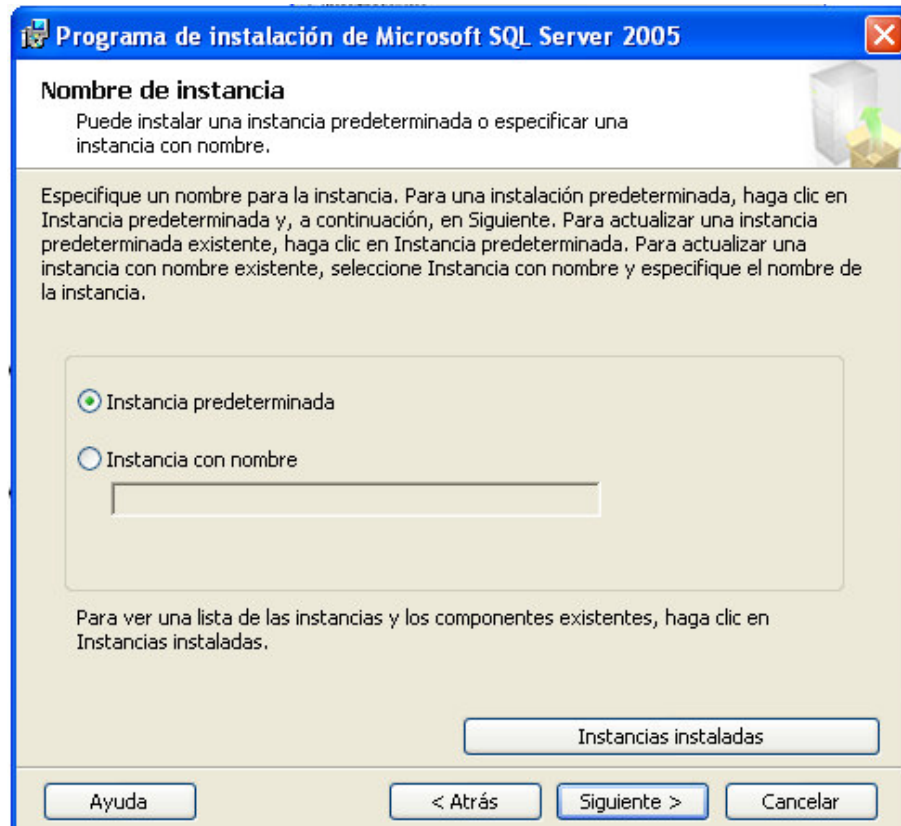 Programa de instalación de Microsoft SQL Server 2005
Nombre de instancia
Puede instalar una instancia predeterminada o especificar una
instancia con nombre.
Especifique un nombre para la instancia. Para una instalación predeterminada, haga clic en
Instancia predeterminada y, a continuación, en Siguiente. Para actualizar una instancia
predeterminada existente, haga clic en Instancia predeterminada. Para actualizar una
instancia con nombre existente, seleccione Instancia con nombre y especifique el nombre de
la instancia.
Instancia predeterminada
Instancia con nombre
Para ver una lista de las instancias y los componentes existentes, haga clic en
Instancias instaladas.
Instancias instaladas
Ayuda
< Atrás
Siguiente >
Cancelar